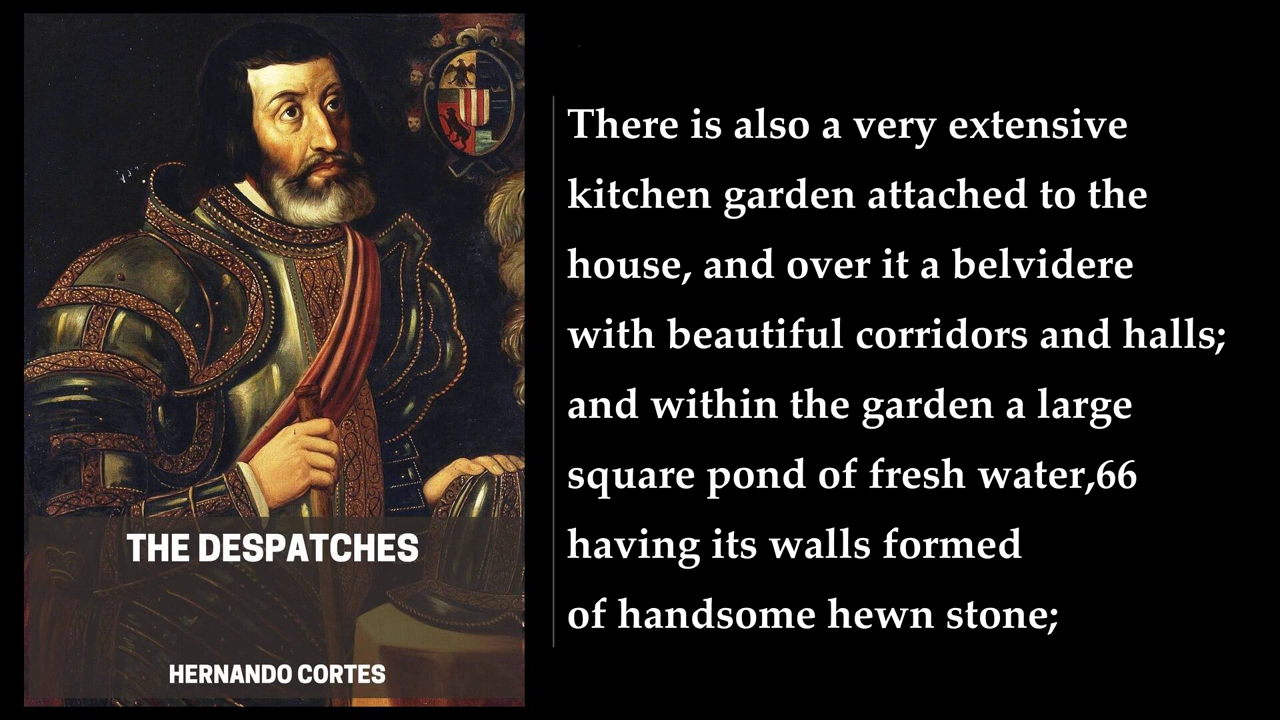 THE DESPATCHES
HERNANDO CORTES
There is also a very extensive
kitchen garden attached to the
house, and over it a belvidere
with beautiful corridors and halls;
and within the garden a large
square pond of fresh water,66
having its walls formed
of handsome hewn stone;